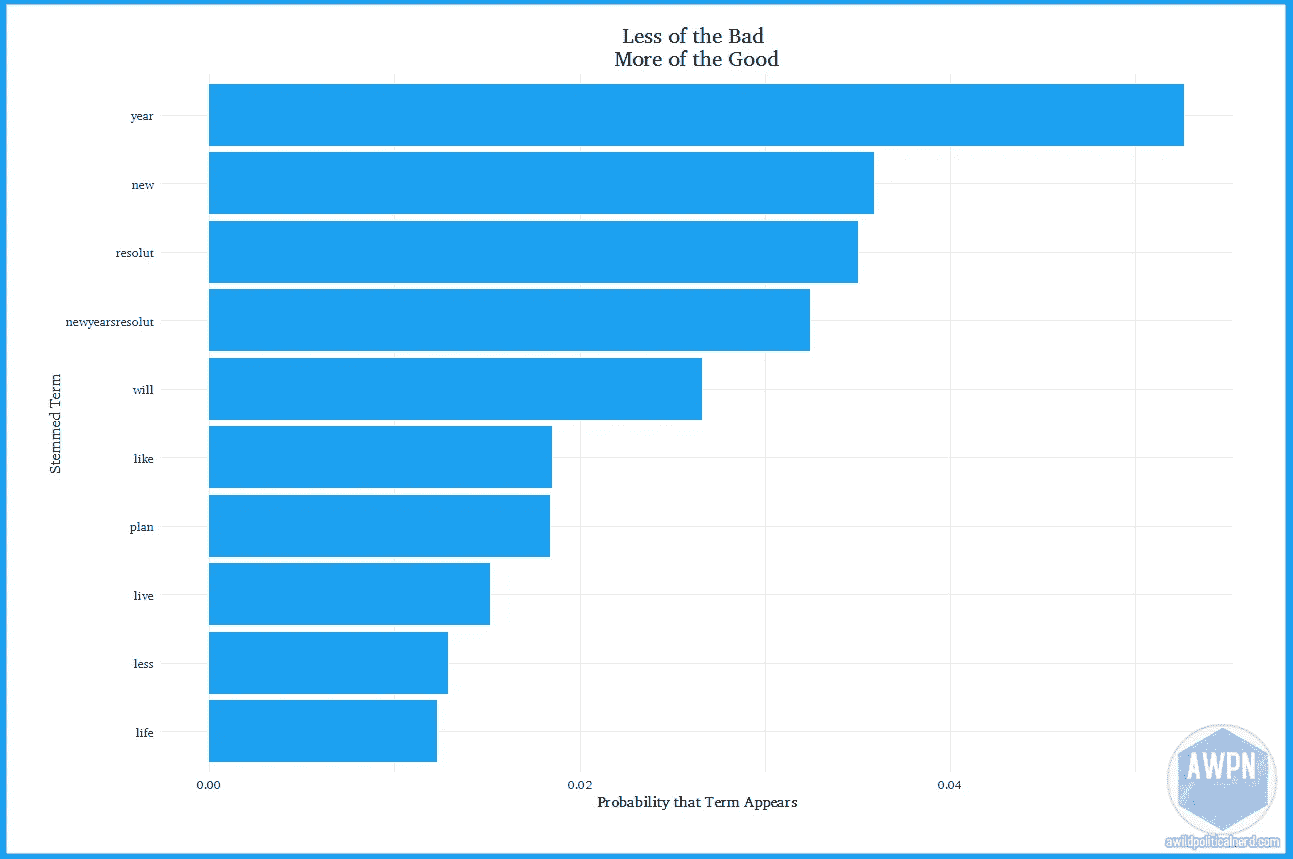 Less of the Bad
More of the Good
year
new
resolut
newyearsresolut
will
like
plan
live
less
life
Stemmed Term
0.00
0.02
0.04
Probability that Term Appears
AWPN
awildpoliticalnerd.com